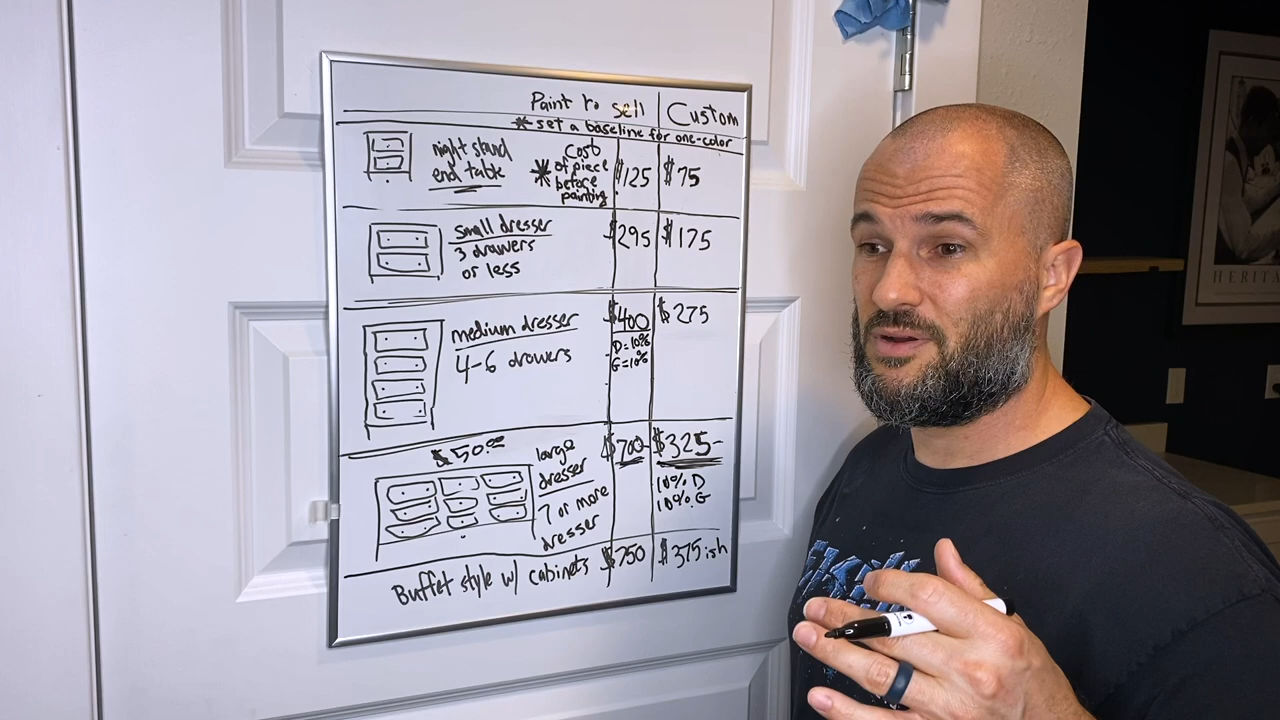 Paint to sell
Custom
* set a baseline for one-color
night stand
end table
* Cost
of piece
before
painting
$125
$75
small dresser
3 drawers
or less
$295
$175
medium dresser
4-6 drawers
$400
D=10%
G=10%
$275
$50.00
large
dresser
7 or more
dresser
$700-
$325-
10% D
10% G
Buffet style w/ cabinets
$750
$375ish
HERITA